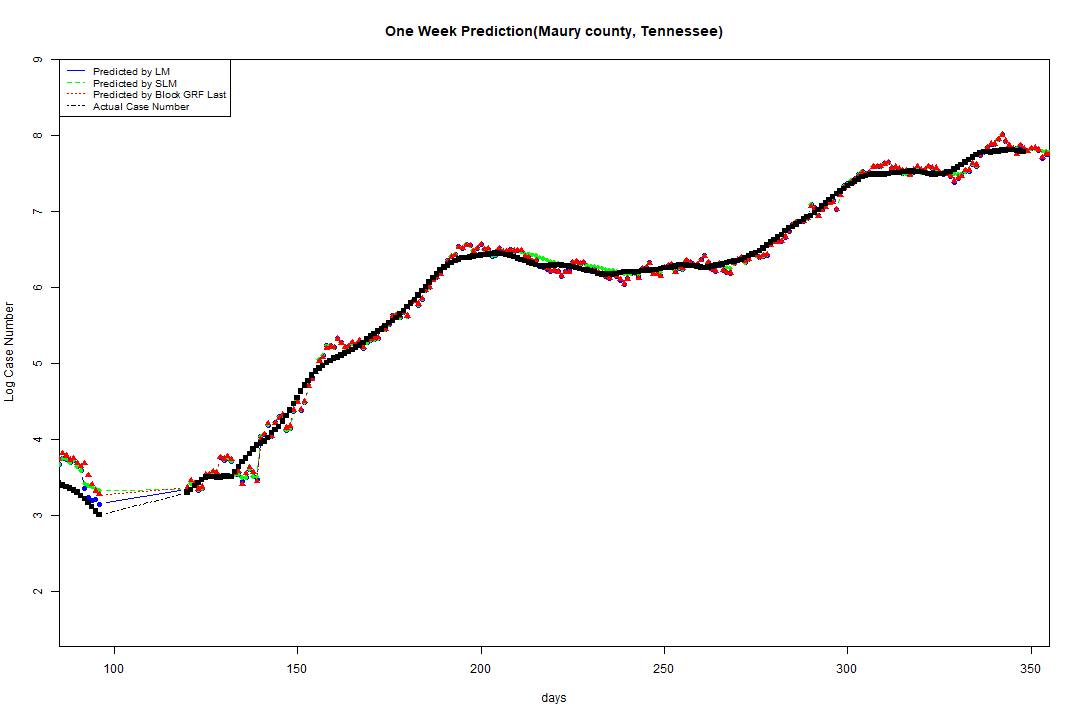 One Week Prediction(Maury county, Tennessee)
Predicted by LM
Predicted by SLM
Predicted by Block GRF Last
Actual Case Number
9
8
7
6
5
4
3
2
Log Case Number
100 150 200 250 300 350
days